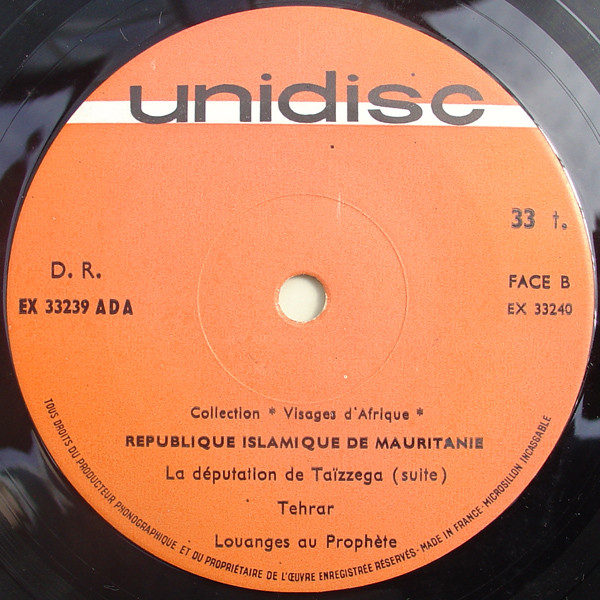 unidisc
33 t.
D. R.
FACE B
EX 33239 ADA
EX 33240
Collection * Visages d'Afrique *
REPUBLIQUE ISLAMIQUE DE MAURITANIE
La députation de Taïzzega (suite)
Tehrar
Louanges au Prophète
TOUS DROITS DU PRODUCTEUR PHONOGRAPHIQUE ET DU PROPRIÉTAIRE DE L'ŒUVRE ENREGISTRÉE RÉSERVÉS - MADE IN FRANCE - MICROSILLON INCASSABLE